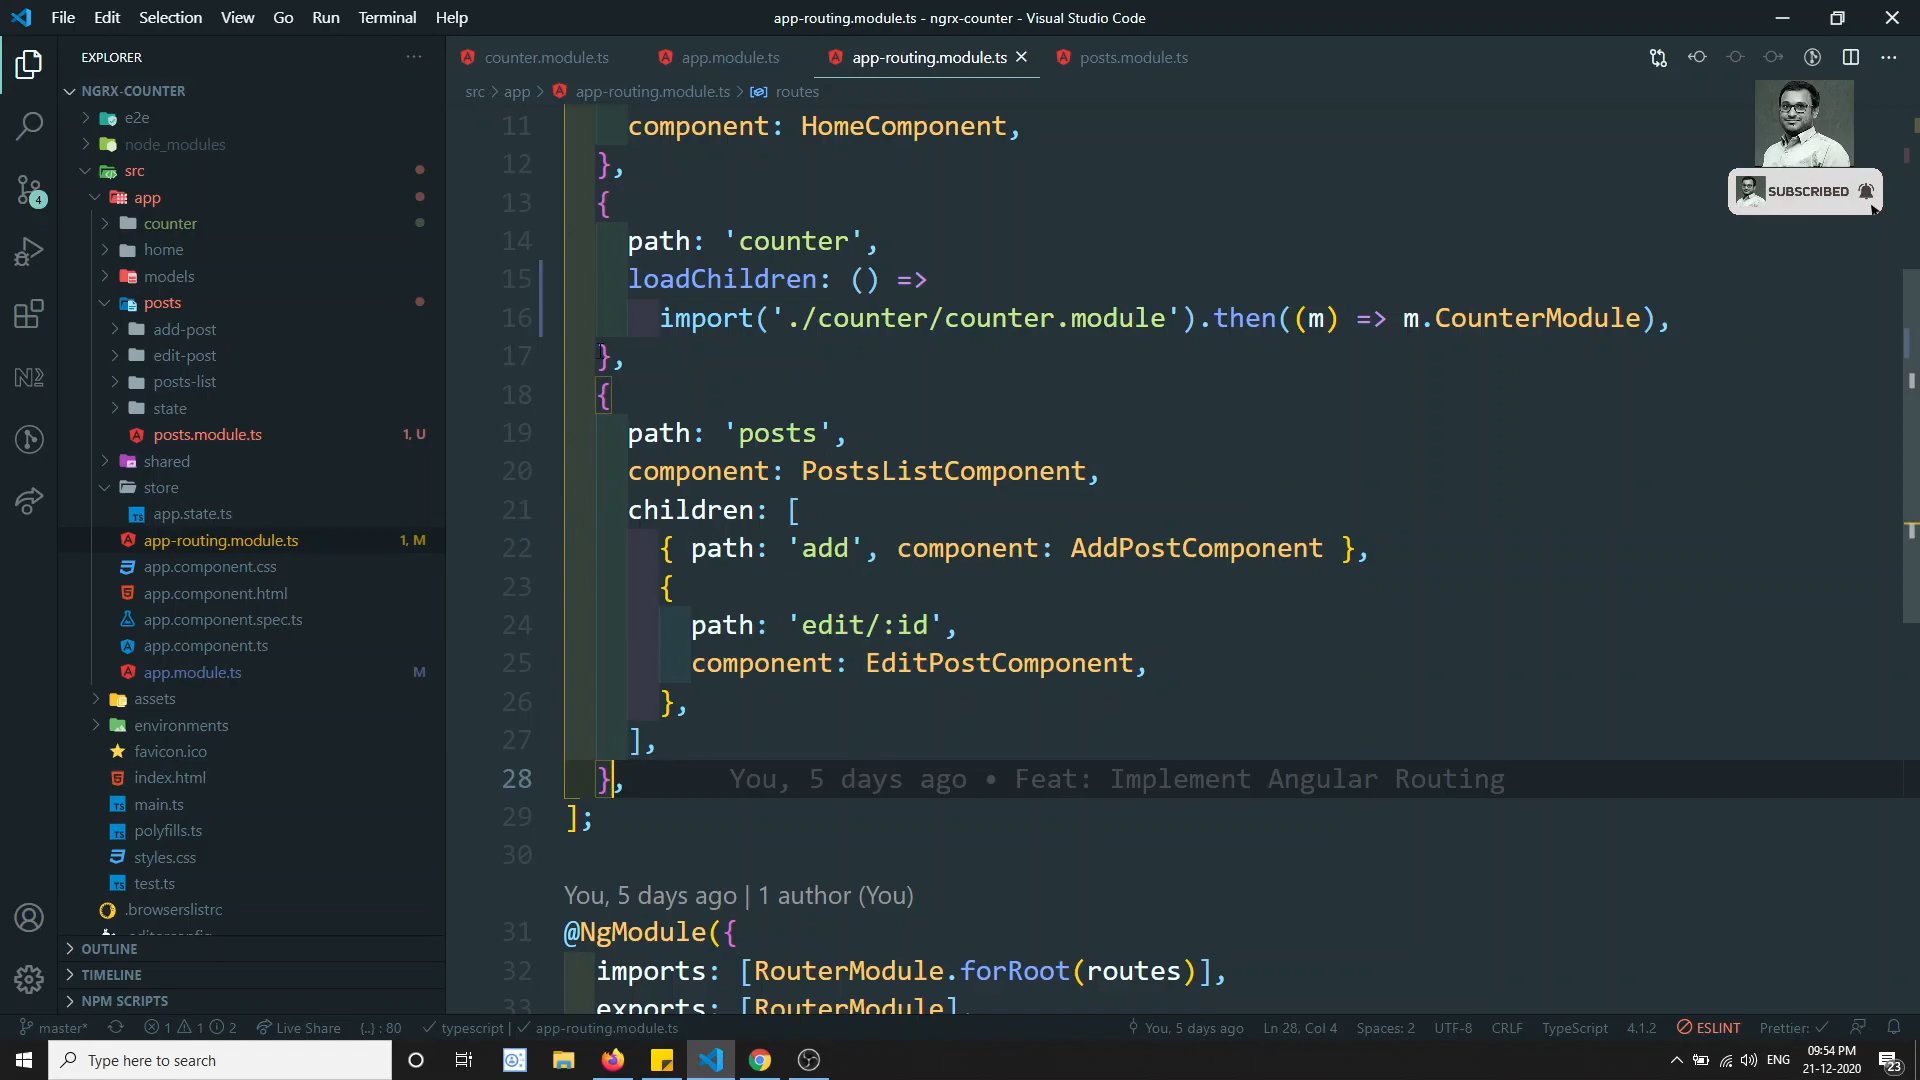 File Edit Selection View Go Run Terminal Help
app-routing.module.ts - ngrx-counter - Visual Studio Code
EXPLORER
NGRX-COUNTER
e2e
node_modules
src
app
counter
home
models
posts
add-post
edit-post
posts-list
state
posts.module.ts 1, U
shared
store
app.state.ts
app-routing.module.ts 1, M
app.component.css
app.component.html
app.component.spec.ts
app.component.ts
app.module.ts M
assets
environments
favicon.ico
index.html
main.ts
polyfills.ts
styles.css
test.ts
.browserslistrc
OUTLINE
TIMELINE
NPM SCRIPTS
4
counter.module.ts app.module.ts app-routing.module.ts posts.module.ts
src > app > app-routing.module.ts > routes
SUBSCRIBED
11 component: HomeComponent,
12 },
13 {
14 path: 'counter',
15 loadChildren: () =>
16 import('./counter/counter.module').then((m) => m.CounterModule),
17 },
18 {
19 path: 'posts',
20 component: PostsListComponent,
21 children: [
22 { path: 'add', component: AddPostComponent },
23 {
24 path: 'edit/:id',
25 component: EditPostComponent,
26 },
27 ],
28 }, You, 5 days ago • Feat: Implement Angular Routing
29 ];
30
You, 5 days ago | 1 author (You)
31 @NgModule({
32 imports: [RouterModule.forRoot(routes)],
33 exports: [RouterModule],
master* 1 1 2 Live Share {..} : 80 typescript | app-routing.module.ts You, 5 days ago Ln 28, Col 4 Spaces: 2 UTF-8 CRLF TypeScript 4.1.2 ESLINT Prettier:
Type here to search
ENG
09:54 PM
21-12-2020
23